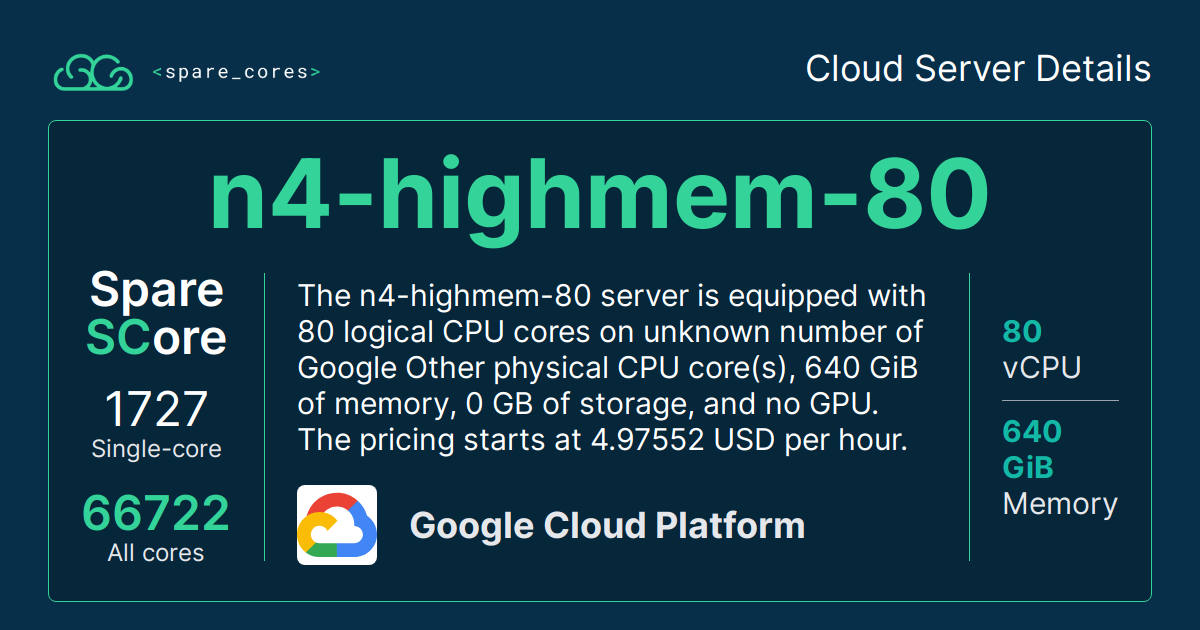 <spare_cores>
Cloud Server Details
n4-highmem-80
Spare
SCore
1727
Single-core
66722
All cores
The n4-highmem-80 server is equipped with
80 logical CPU cores on unknown number of
Google Other physical CPU core(s), 640 GiB
of memory, 0 GB of storage, and no GPU.
The pricing starts at 4.97552 USD per hour.
Google Cloud Platform
80
vCPU
640
GiB
Memory